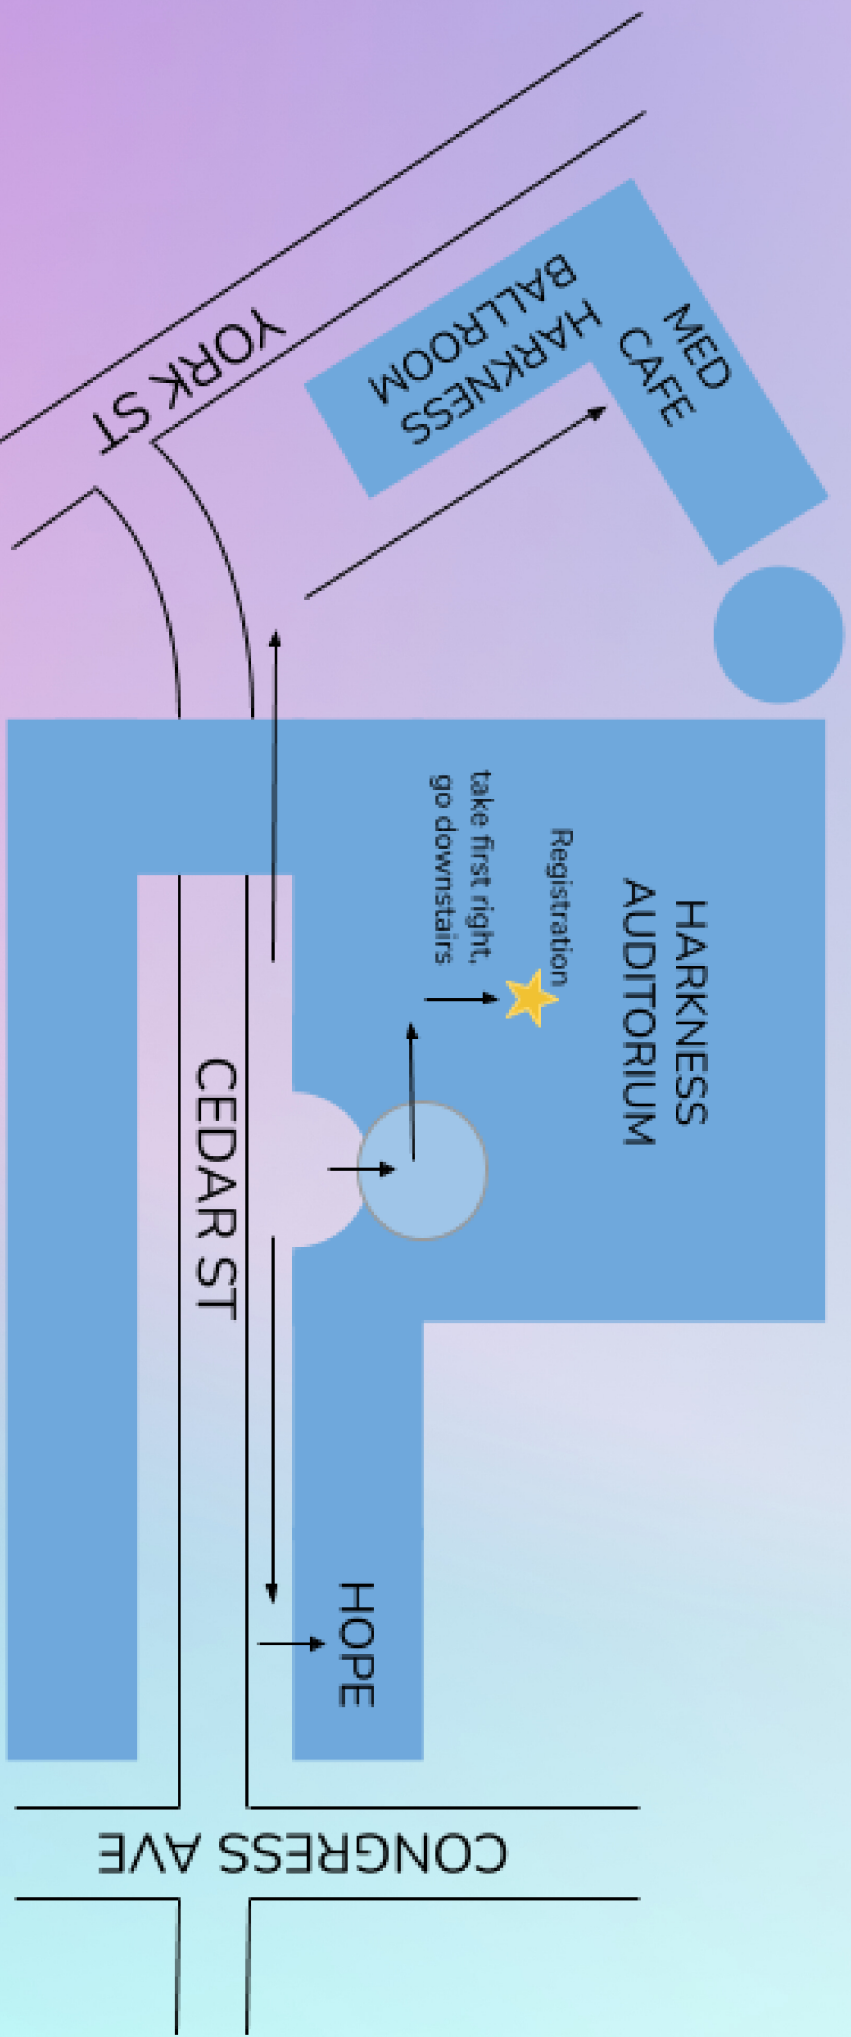 YORK ST
HARKNESS
BALLROOM
MED
CAFE
take first right,
go downstairs
Registration
HARKNESS
AUDITORIUM
CEDAR ST
HOPE
CONGRESS AVE